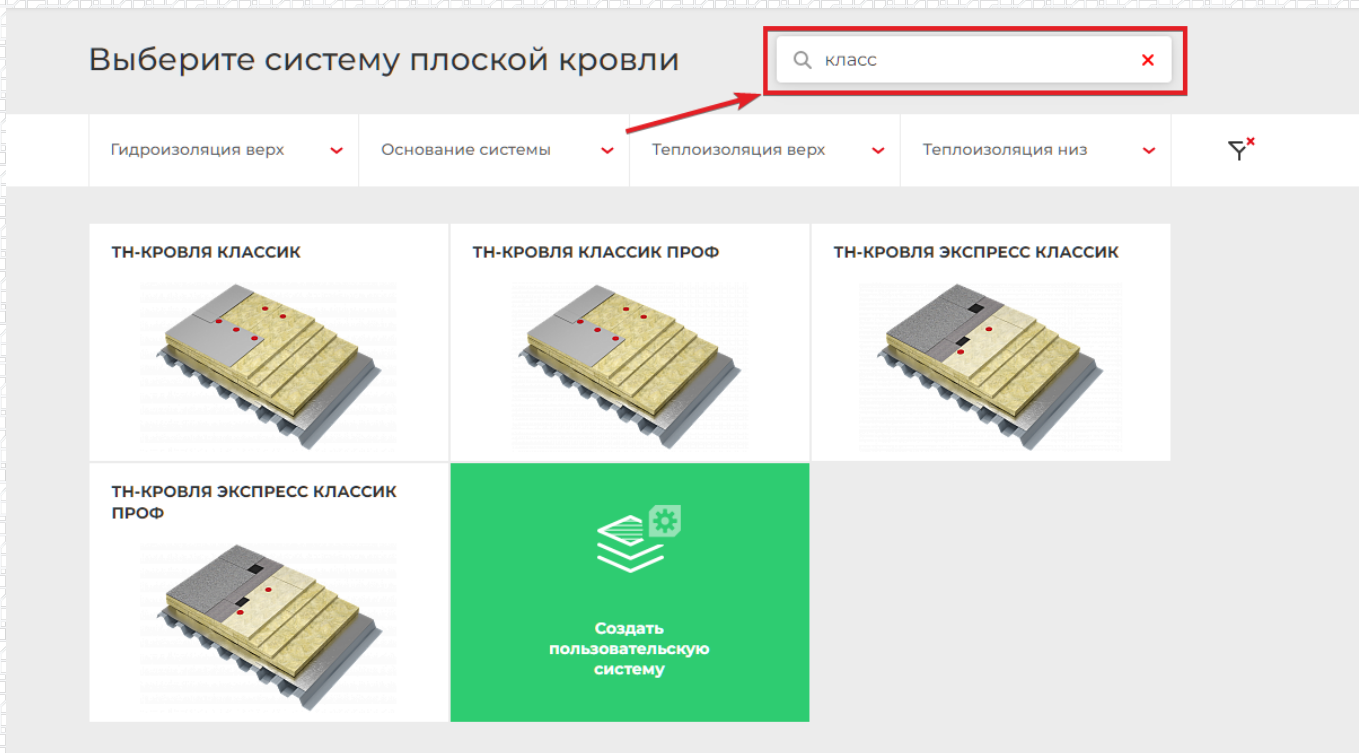 Выберите систему плоской кровли
класс
Гидроизоляция верх
Основание системы
Теплоизоляция верх
Теплоизоляция низ
ТН-КРОВЛЯ КЛАССИК
ТН-КРОВЛЯ КЛАССИК ПРОФ
ТН-КРОВЛЯ ЭКСПРЕСС КЛАССИК
ТН-КРОВЛЯ ЭКСПРЕСС КЛАССИК
ПРОФ
Создать
пользовательскую
систему